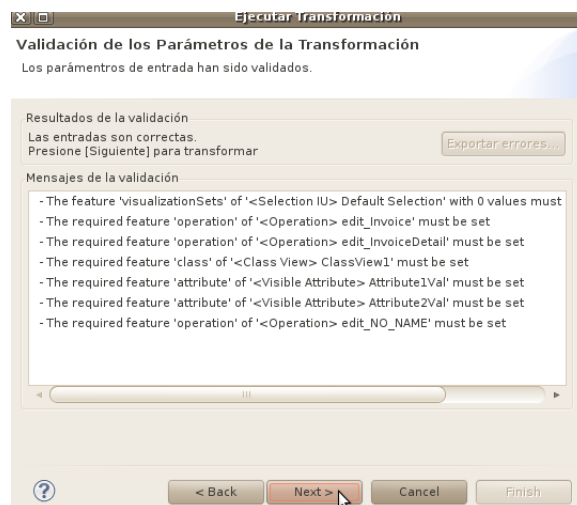 Ejecutar Transformación
Validación de los Parámetros de la Transformación
Los parámentros de entrada han sido validados.
Resultados de la validación
Las entradas son correctas.
Presione [Siguiente] para transformar
Exportar errores...
Mensajes de la validación
- The feature 'visualizationSets' of '<Selection IU> Default Selection' with 0 values must
- The required feature 'operation' of '<Operation> edit_Invoice' must be set
- The required feature 'operation' of '<Operation> edit_InvoiceDetail' must be set
- The required feature 'class' of '<Class View> ClassView1' must be set
- The required feature 'attribute' of '<Visible Attribute> Attribute1Val' must be set
- The required feature 'attribute' of '<Visible Attribute> Attribute2Val' must be set
- The required feature 'operation' of '<Operation> edit_NO_NAME' must be set
? < Back Next > Cancel Finish